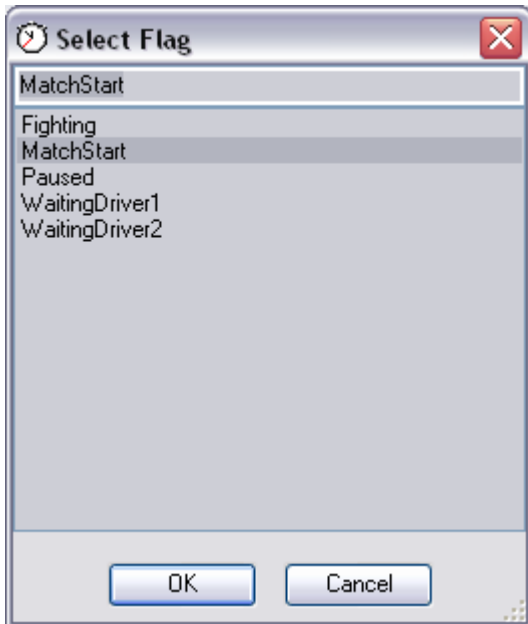 Select Flag
MatchStart
Fighting
MatchStart
Paused
WaitingDriver1
WaitingDriver2
OK
Cancel